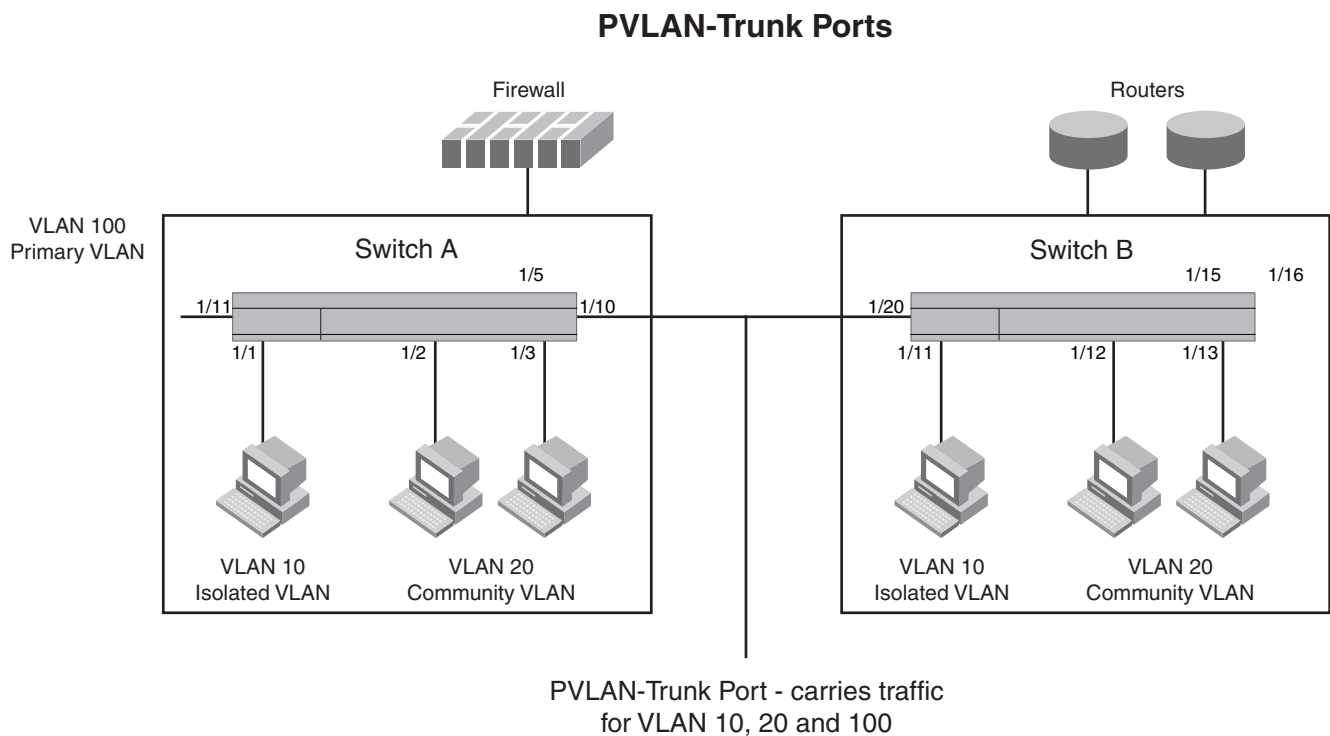 PVLAN-Trunk Ports
Firewall
Routers
VLAN 100
Primary VLAN
Switch A
Switch B
1/5
1/15
1/16
1/11
1/10
1/20
1/1
1/2
1/3
1/11
1/12
1/13
VLAN 10
Isolated VLAN
VLAN 20
Community VLAN
VLAN 10
Isolated VLAN
VLAN 20
Community VLAN
PVLAN-Trunk Port - carries traffic
for VLAN 10, 20 and 100